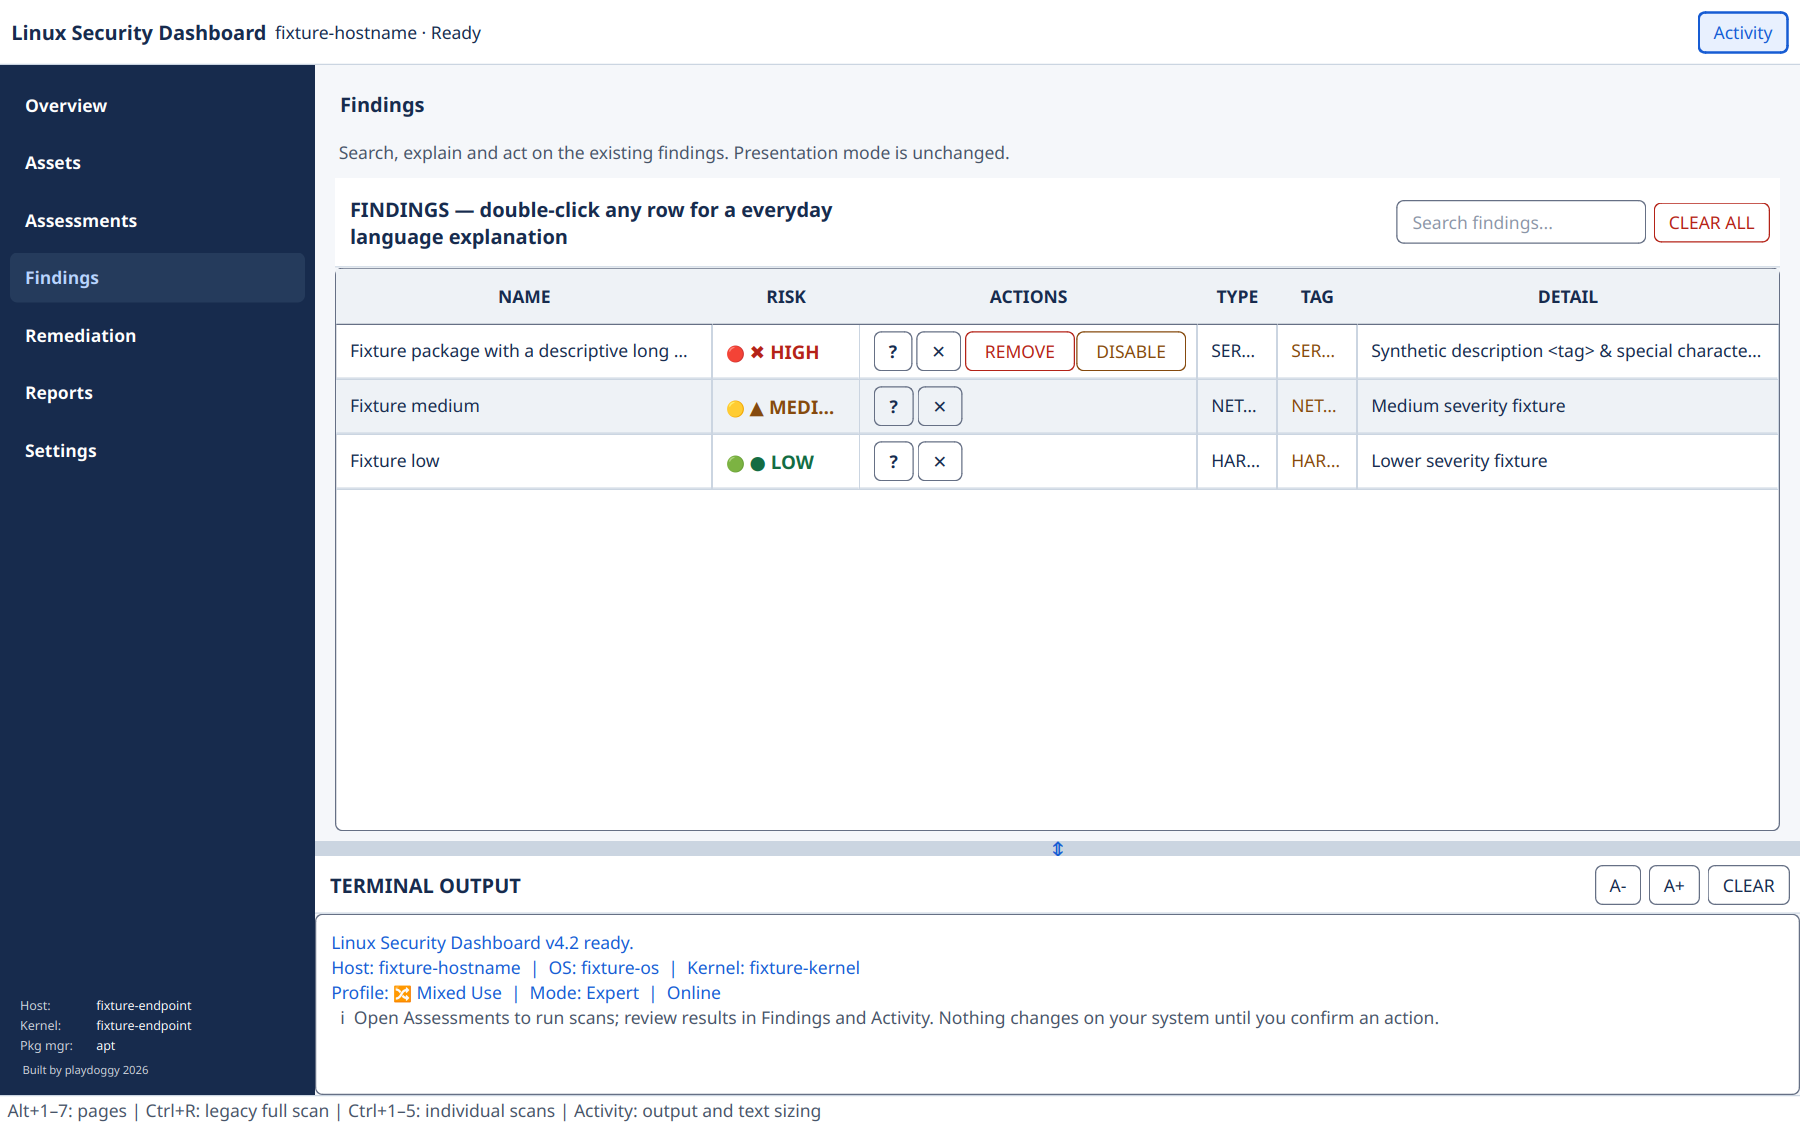 Linux Security Dashboard fixture-hostname · Ready
Activity
Overview
Assets
Assessments
Findings
Remediation
Reports
Settings
Host: fixture-endpoint
Kernel: fixture-endpoint
Pkg mgr: apt
Built by playdoggy 2026
Findings
Search, explain and act on the existing findings. Presentation mode is unchanged.
FINDINGS — double-click any row for a everyday
language explanation
Search findings...
CLEAR ALL
NAME RISK ACTIONS TYPE TAG DETAIL
Fixture package with a descriptive long ... 🔴 ✖ HIGH ? ✕ REMOVE DISABLE SER... SER... Synthetic description <tag> & special characte...
Fixture medium 🟡 ▲ MEDI... ? ✕ NET... NET... Medium severity fixture
Fixture low 🟢 ● LOW ? ✕ HAR... HAR... Lower severity fixture
⇕
TERMINAL OUTPUT
A- A+ CLEAR
Linux Security Dashboard v4.2 ready.
Host: fixture-hostname | OS: fixture-os | Kernel: fixture-kernel
Profile: 🔀 Mixed Use | Mode: Expert | Online
i Open Assessments to run scans; review results in Findings and Activity. Nothing changes on your system until you confirm an action.
Alt+1–7: pages | Ctrl+R: legacy full scan | Ctrl+1–5: individual scans | Activity: output and text sizing